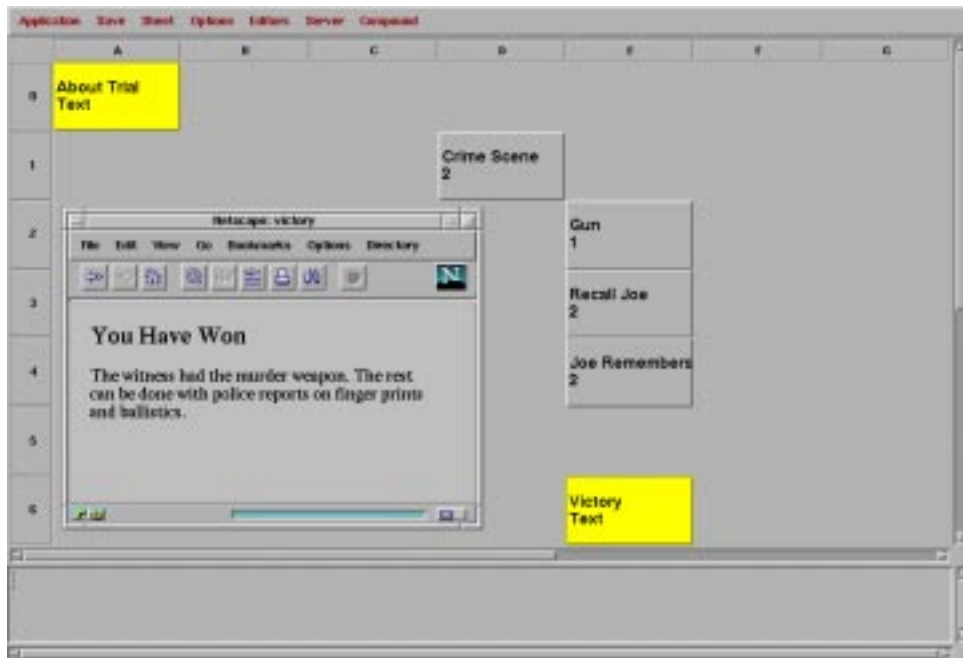 Application Save Sheet Options Editors Server Compound
A B C D E F G
0
About Trial
Text
1
Crime Scene
2
2
Gun
1
Netscape: victory
File Edit View Go Bookmarks Options Directory
N
3
Recall Joe
2
You Have Won
4
Joe Remembers
2
The witness had the murder weapon. The rest
can be done with police reports on finger prints
and ballistics.
5
6
Victory
Text